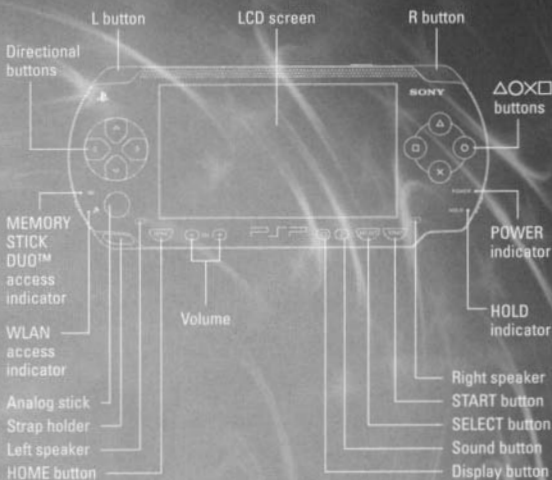 L button
LCD screen
R button
Directional
buttons
SONY
△○×□
buttons
POWER
HOLD
MEMORY
STICK
DUO™
access
indicator
POWER
indicator
Volume
WLAN
access
indicator
HOLD
indicator
Analog stick
Strap holder
Left speaker
HOME button
Right speaker
START button
SELECT button
Sound button
Display button